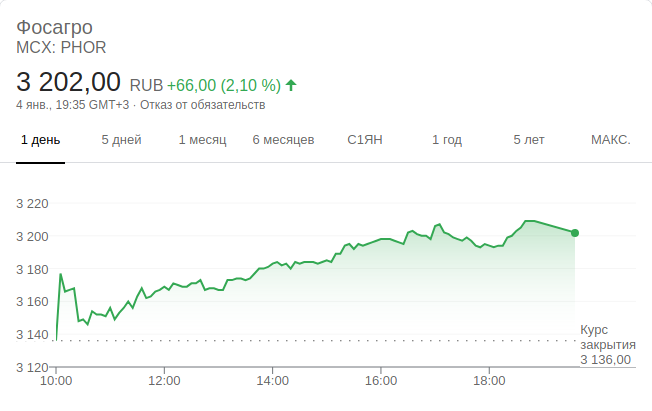 Фосагро
MCX: PHOR
3 202,00 RUB +66,00 (2,10 %)
4 янв., 19:35 GMT+3 · Отказ от обязательств
1 день 5 дней 1 месяц 6 месяцев С1ЯН 1 год 5 лет МАКС.
3 220
3 200
3 180
3 160
3 140
3 120
Курс
закрытия
3 136,00
10:00 12:00 14:00 16:00 18:00